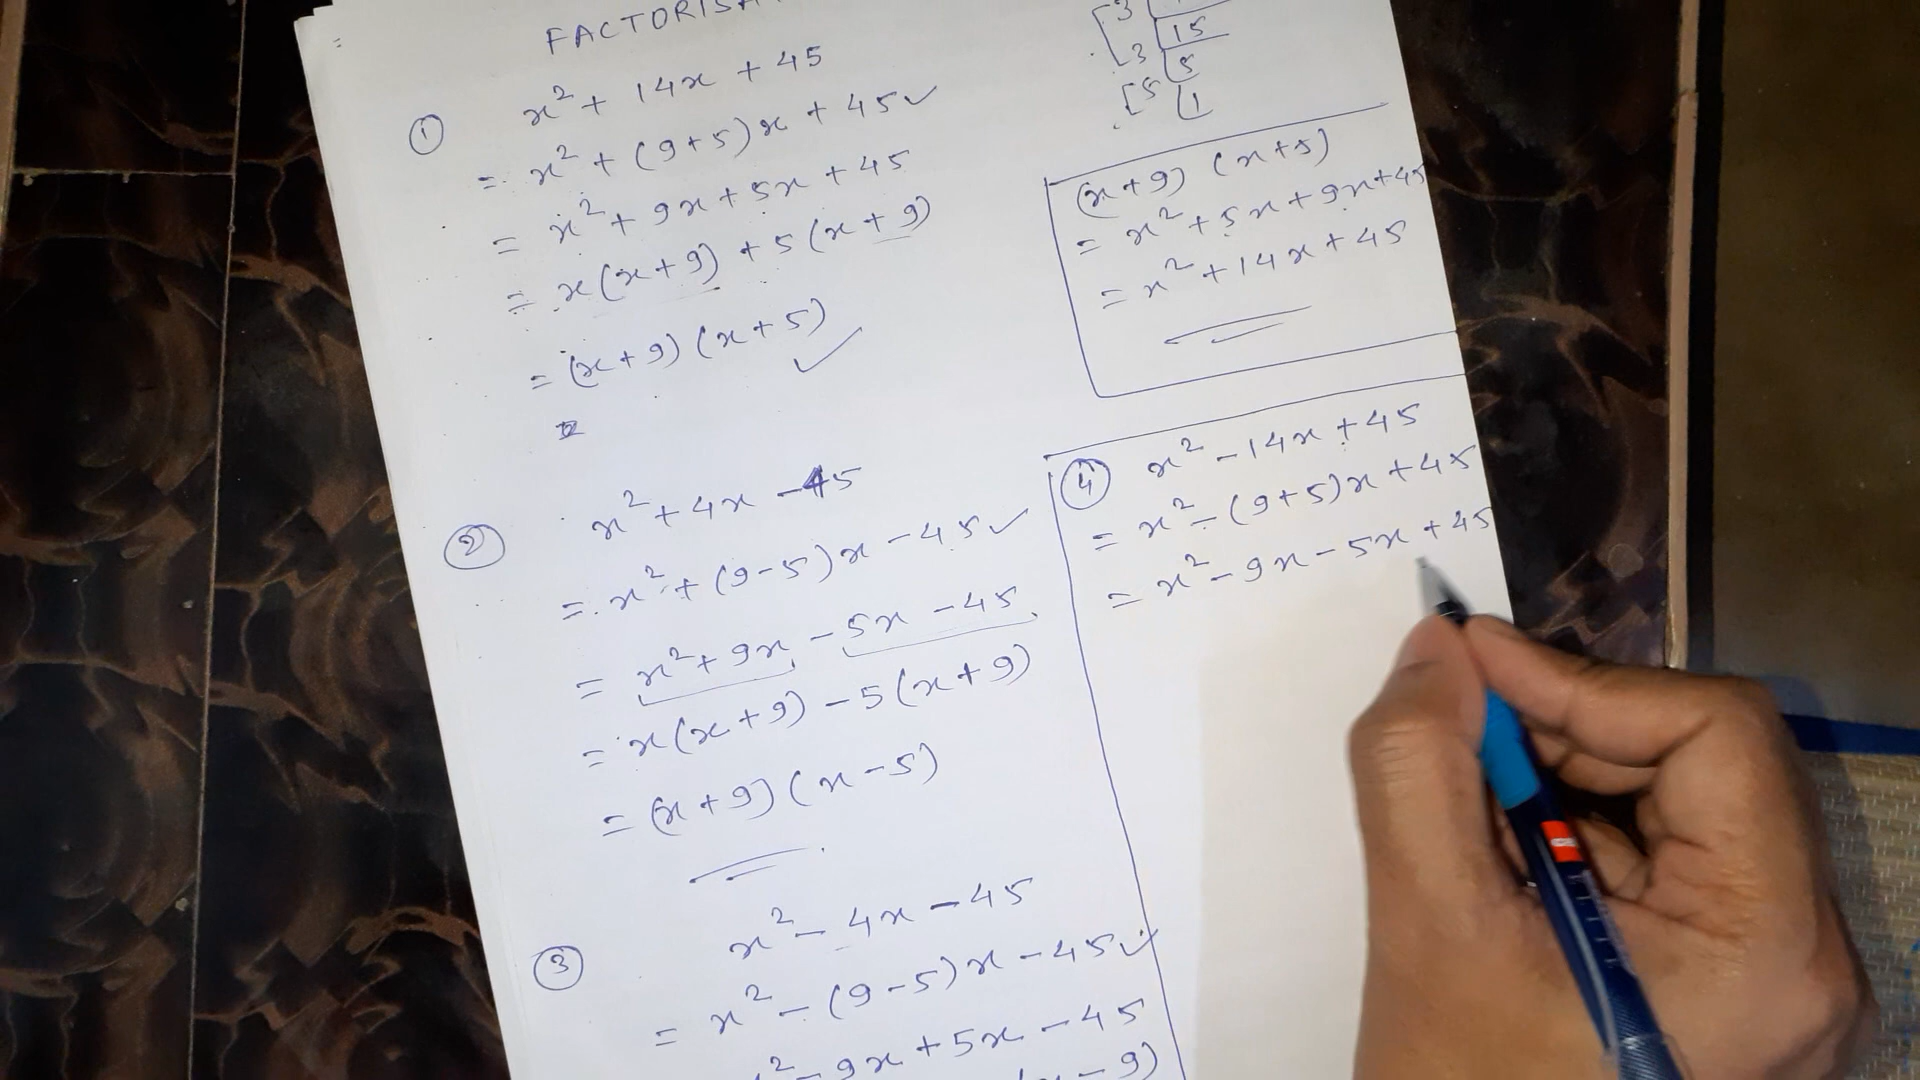 FACTORISA
① x² + 14x + 45
= x² + (9+5)x + 45 ✓
= x² + 9x + 5x + 45
= x(x+9) + 5(x+9)
= (x+9) (x+5) ✓
② x² + 4x - 45
= x² + (9-5)x - 45 ✓
= x² + 9x - 5x - 45
= x(x+9) - 5(x+9)
= (x+9) (x-5)
③ x² - 4x - 45
= x² - (9-5)x - 45 ✓
x² - 9x + 5x - 45
- 9)
3
3 15
5 5
1
(x+9) (x+5)
= x² + 5x + 9x + 45
= x² + 14x + 45
④ x² - 14x + 45
= x² - (9+5)x + 45
= x² - 9x - 5x + 45